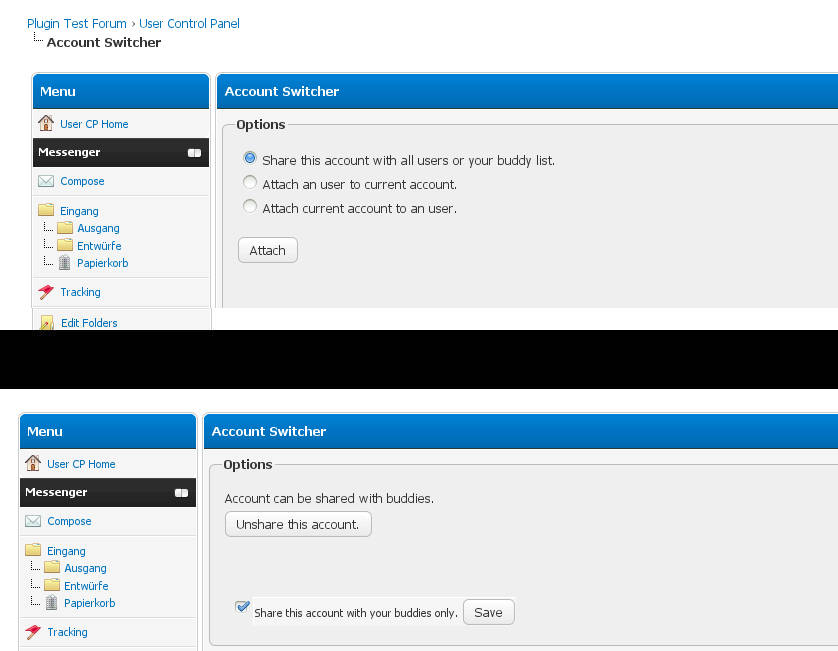 Plugin Test Forum › User Control Panel
Account Switcher
Menu
User CP Home
Messenger
Compose
Eingang
Ausgang
Entwürfe
Papierkorb
Tracking
Edit Folders
Account Switcher
Options
Share this account with all users or your buddy list.
Attach an user to current account.
Attach current account to an user.
Attach
Menu
User CP Home
Messenger
Compose
Eingang
Ausgang
Entwürfe
Papierkorb
Tracking
Account Switcher
Options
Account can be shared with buddies.
Unshare this account.
Share this account with your buddies only. Save